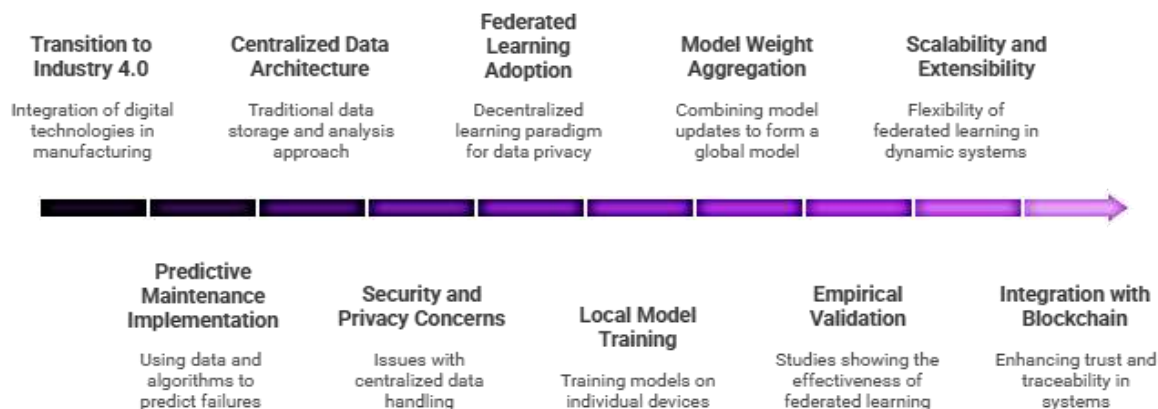 Transition to
Industry 4.0
Integration of digital
technologies in
manufacturing
Centralized Data
Architecture
Traditional data
storage and analysis
approach
Federated
Learning
Adoption
Decentralized
learning paradigm
for data privacy
Model Weight
Aggregation
Combining model
updates to form a
global model
Scalability and
Extensibility
Flexibility of
federated learning in
dynamic systems
Predictive
Maintenance
Implementation
Using data and
algorithms to
predict failures
Security and
Privacy Concerns
Issues with
centralized data
handling
Local Model
Training
Training models on
individual devices
Empirical
Validation
Studies showing the
effectiveness of
federated learning
Integration with
Blockchain
Enhancing trust and
traceability in
systems